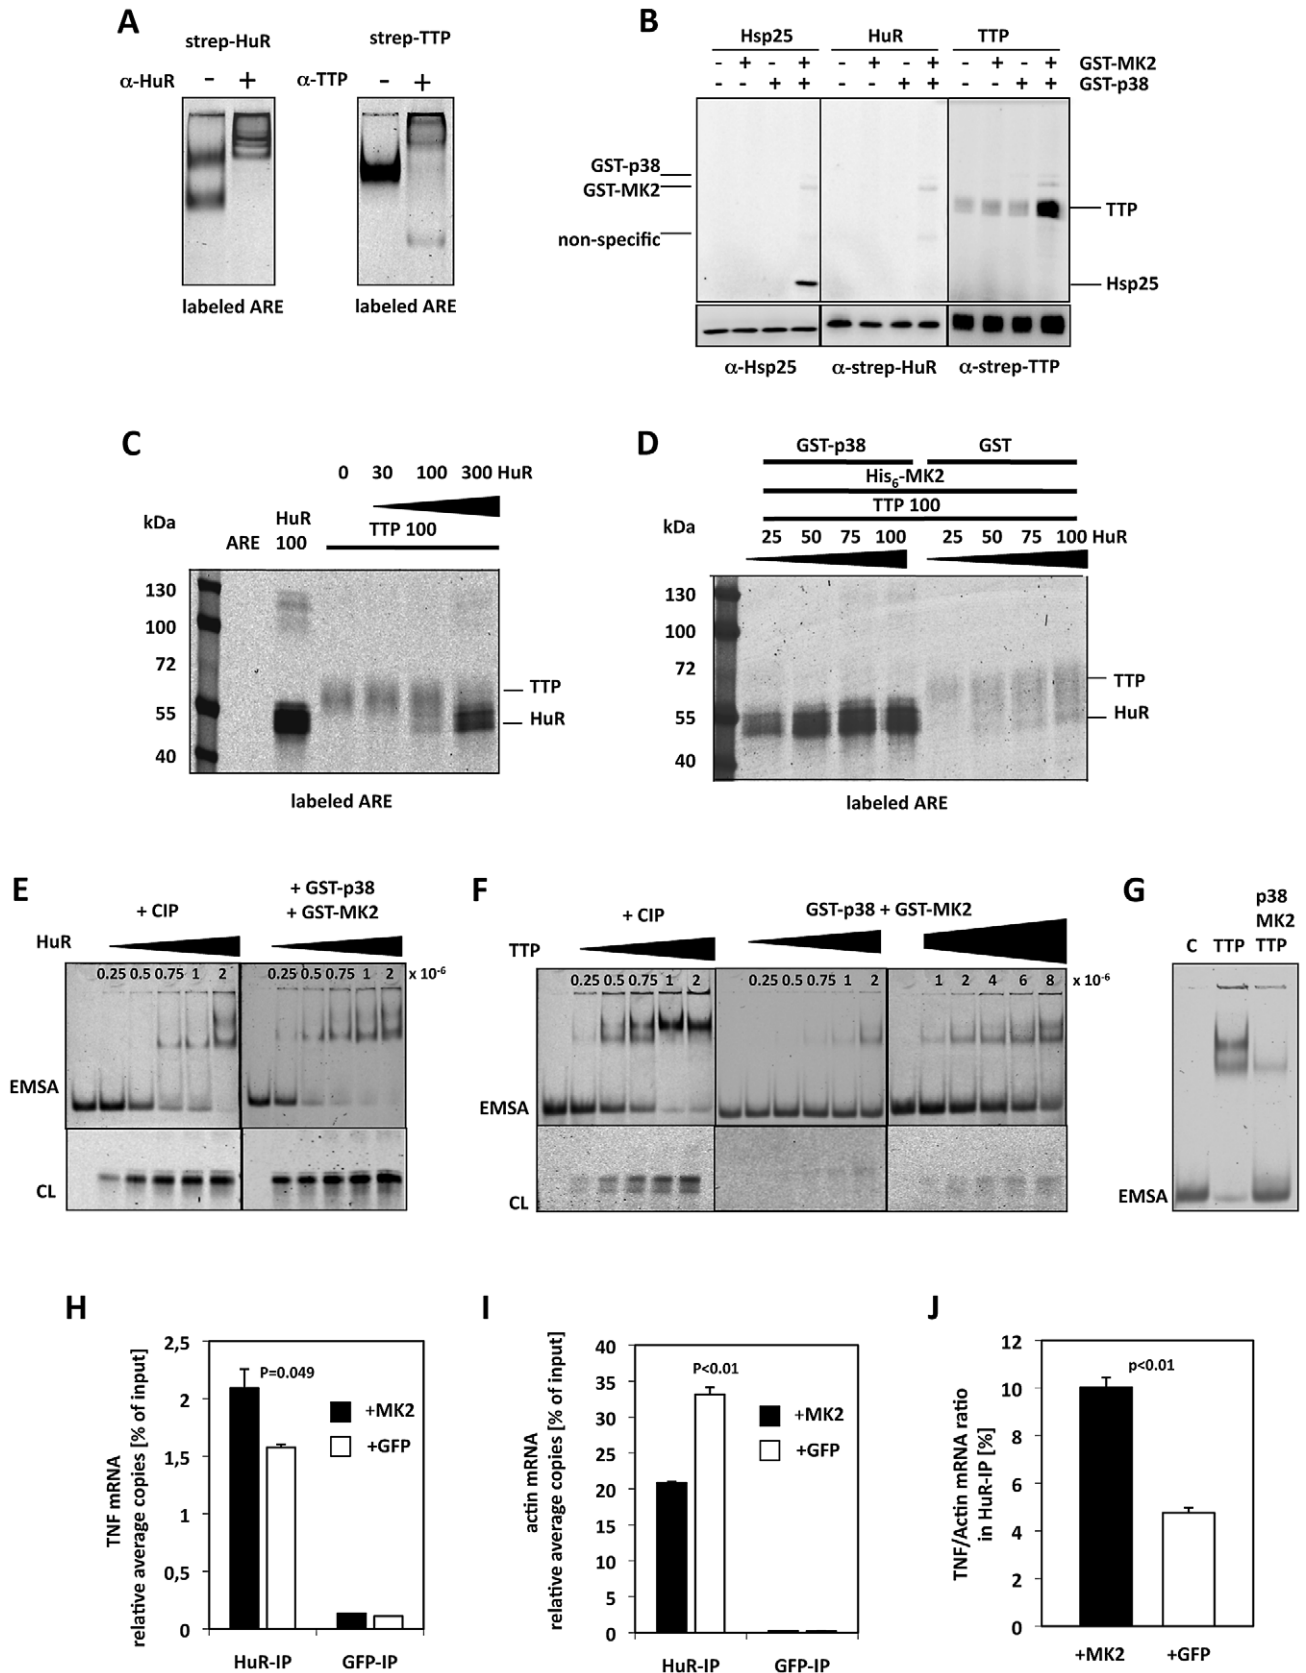 A
strep-HuR
strep-TTP
α-HuR - +
α-TTP - +
labeled ARE
labeled ARE
B
Hsp25 HuR TTP
- + - + - + - + - + - + GST-MK2
- - + + - - + + - - + + GST-p38
GST-p38
GST-MK2
non-specific
TTP
Hsp25
α-Hsp25 α-strep-HuR α-strep-TTP
C
0 30 100 300 HuR
kDa
HuR
ARE 100
TTP 100
130
100
72
55
40
TTP
HuR
labeled ARE
D
GST-p38 GST
His6-MK2
TTP 100
kDa
25 50 75 100 25 50 75 100 HuR
130
100
72
55
40
TTP
HuR
labeled ARE
E
+ CIP
+ GST-p38
+ GST-MK2
HuR
0.25 0.5 0.75 1 2
0.25 0.5 0.75 1 2 x 10-6
EMSA
CL
F
+ CIP
GST-p38 + GST-MK2
TTP
0.25 0.5 0.75 1 2
0.25 0.5 0.75 1 2
1 2 4 6 8 x 10-6
EMSA
CL
G
p38
MK2
C TTP TTP
EMSA
H
TNF mRNA
relative average copies [% of input]
2,5
2
1,5
1
0,5
0
P=0.049
+MK2
+GFP
HuR-IP GFP-IP
I
actin mRNA
relative average copies [% of input]
40
35
30
25
20
15
10
5
0
P<0.01
+MK2
+GFP
HuR-IP GFP-IP
J
TNF/Actin mRNA ratio
in HuR-IP [%]
12
10
8
6
4
2
0
p<0.01
+MK2 +GFP